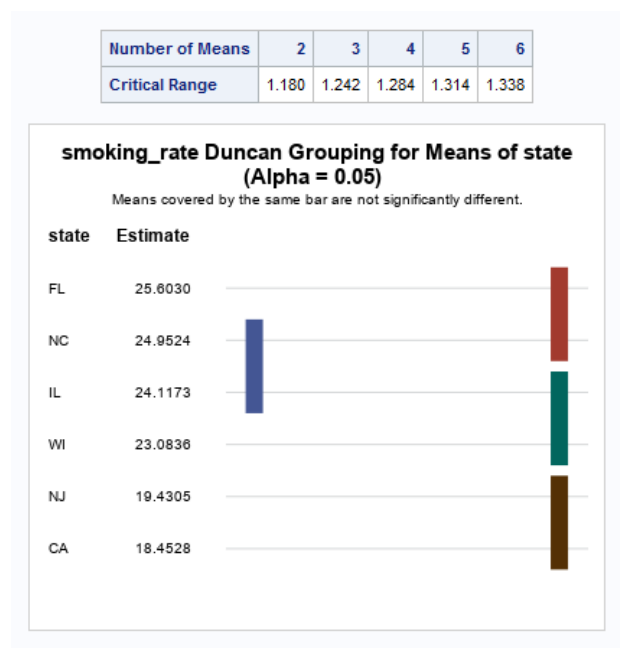 Number of Means 2 3 4 5 6
Critical Range 1.180 1.242 1.284 1.314 1.338
smoking_rate Duncan Grouping for Means of state
(Alpha = 0.05)
Means covered by the same bar are not significantly different.
state Estimate
FL 25.6030
NC 24.9524
IL 24.1173
WI 23.0836
NJ 19.4305
CA 18.4528